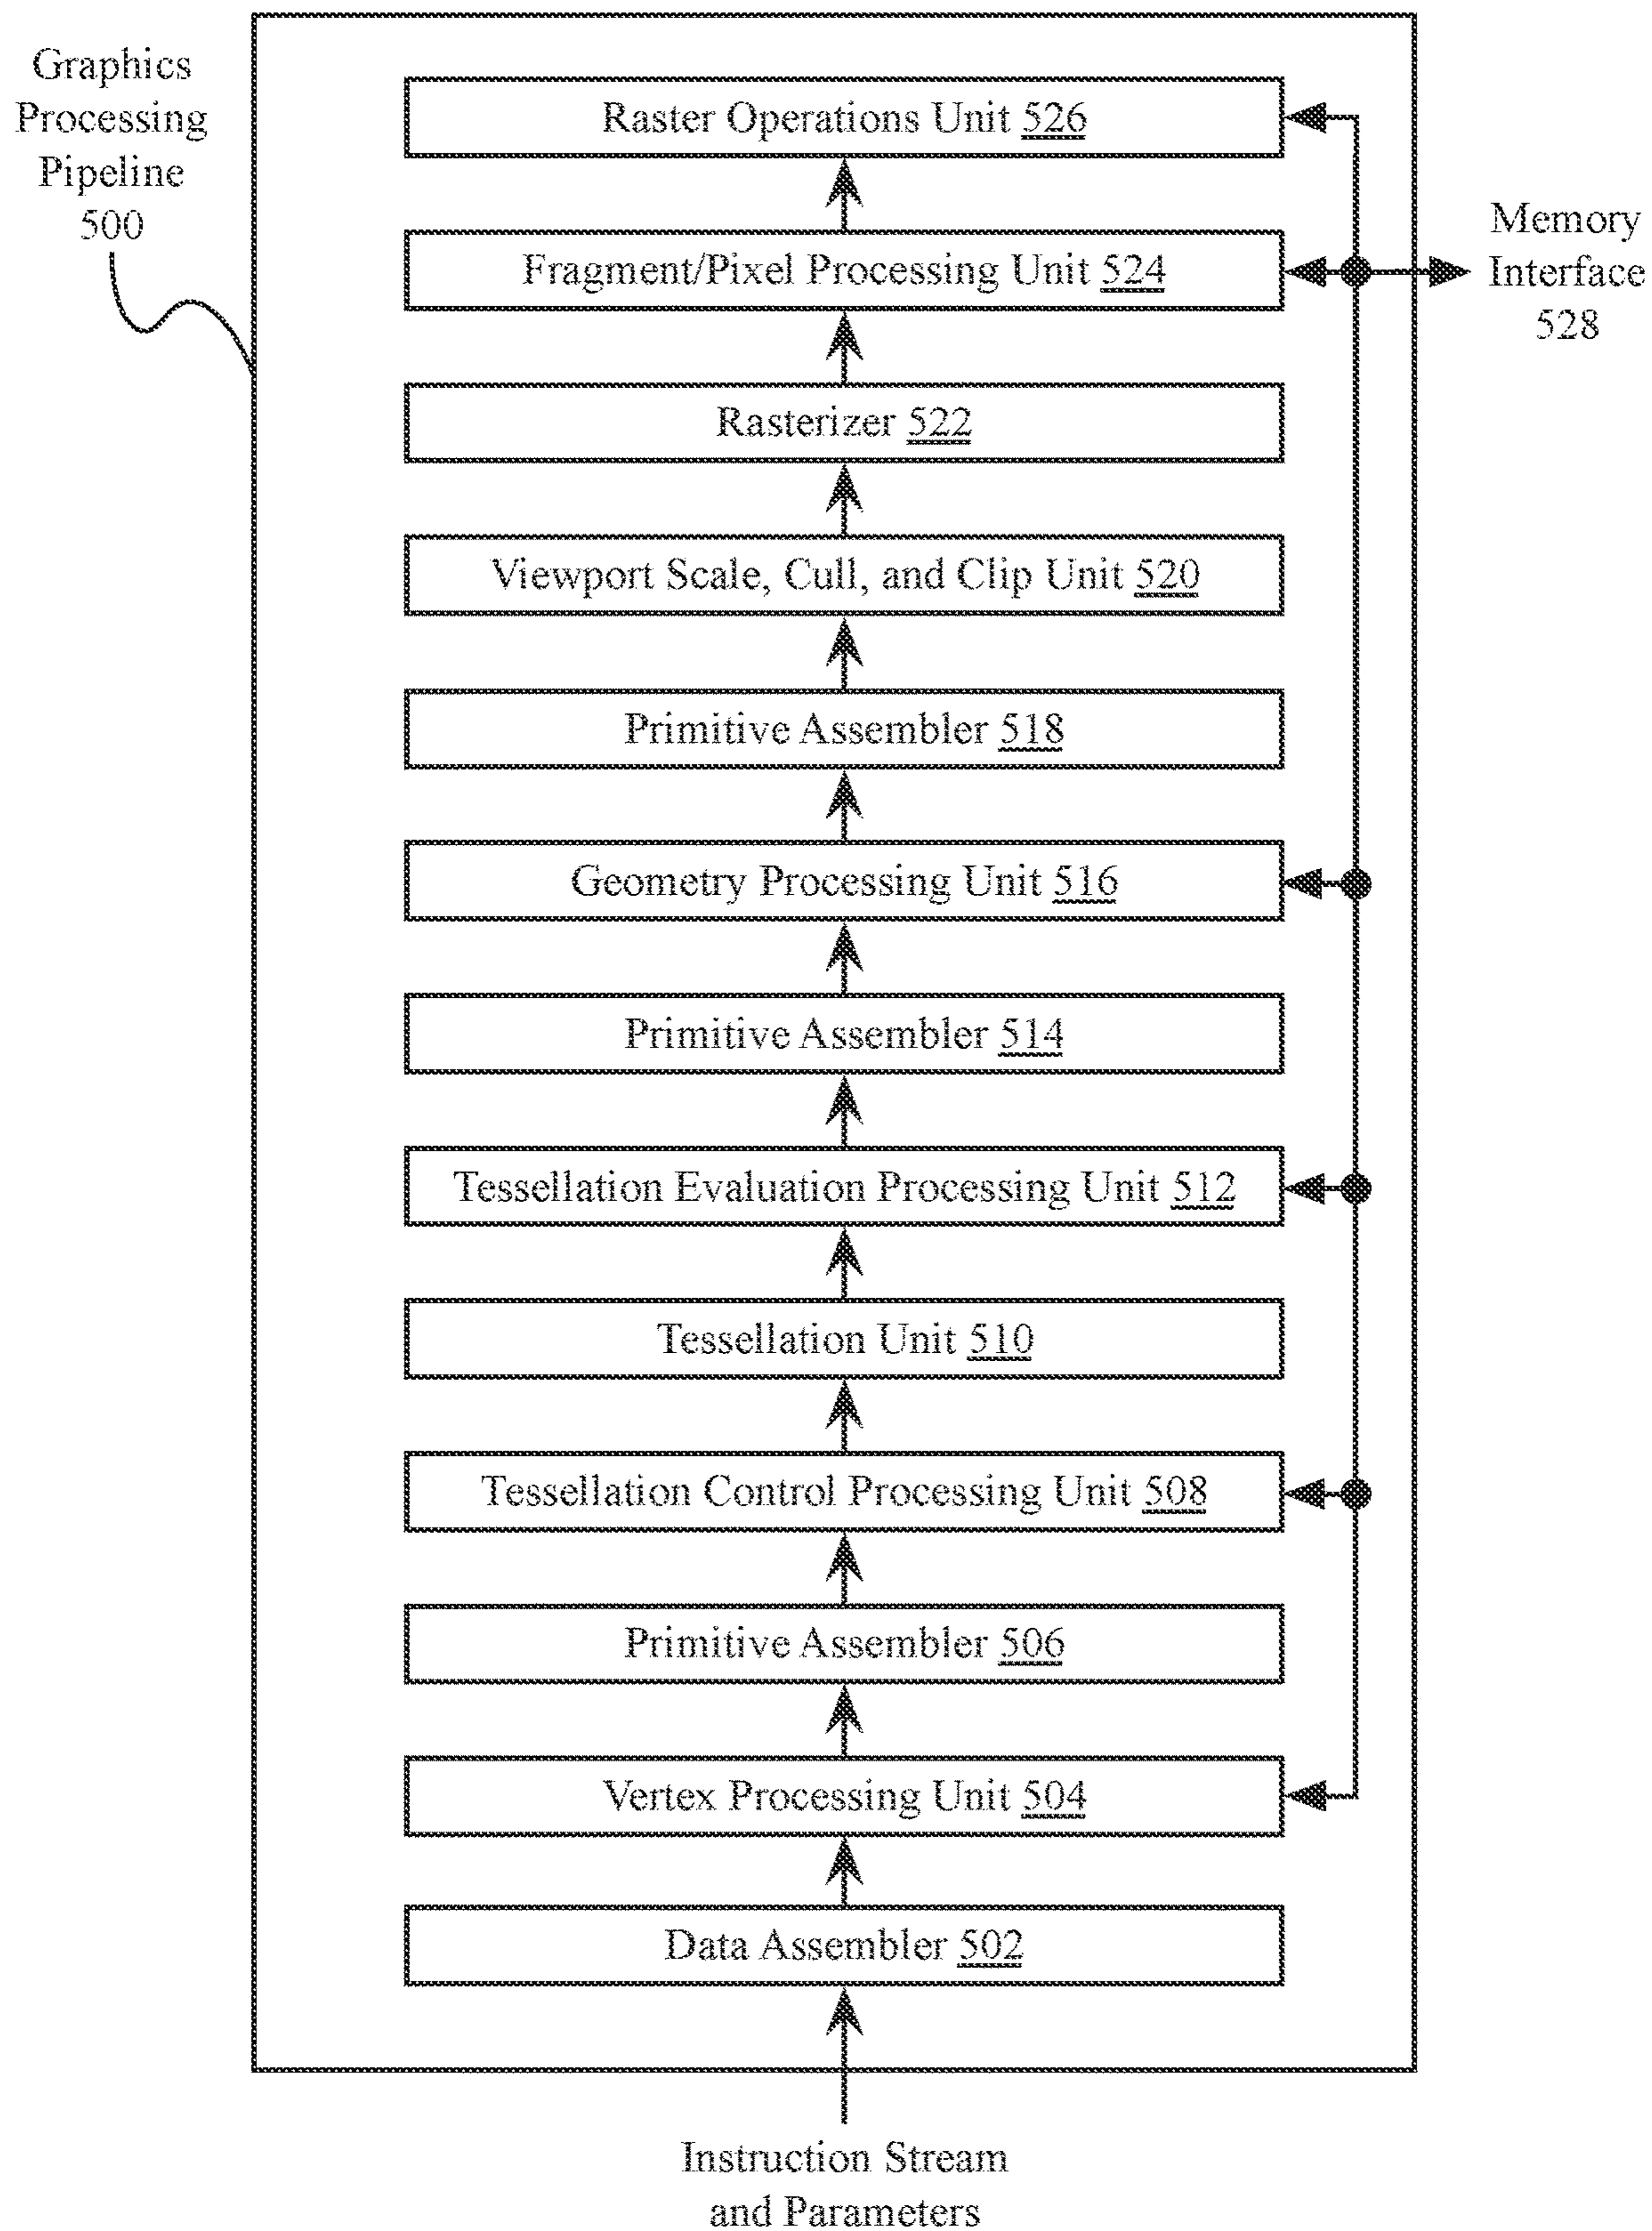 Graphics
Processing
Pipeline
500
Raster Operations Unit 526
Fragment/Pixel Processing Unit 524
Memory
Interface
528
Rasterizer 522
Viewport Scale, Cull, and Clip Unit 520
Primitive Assembler 518
Geometry Processing Unit 516
Primitive Assembler 514
Tessellation Evaluation Processing Unit 512
Tessellation Unit 510
Tessellation Control Processing Unit 508
Primitive Assembler 506
Vertex Processing Unit 504
Data Assembler 502
Instruction Stream
and Parameters